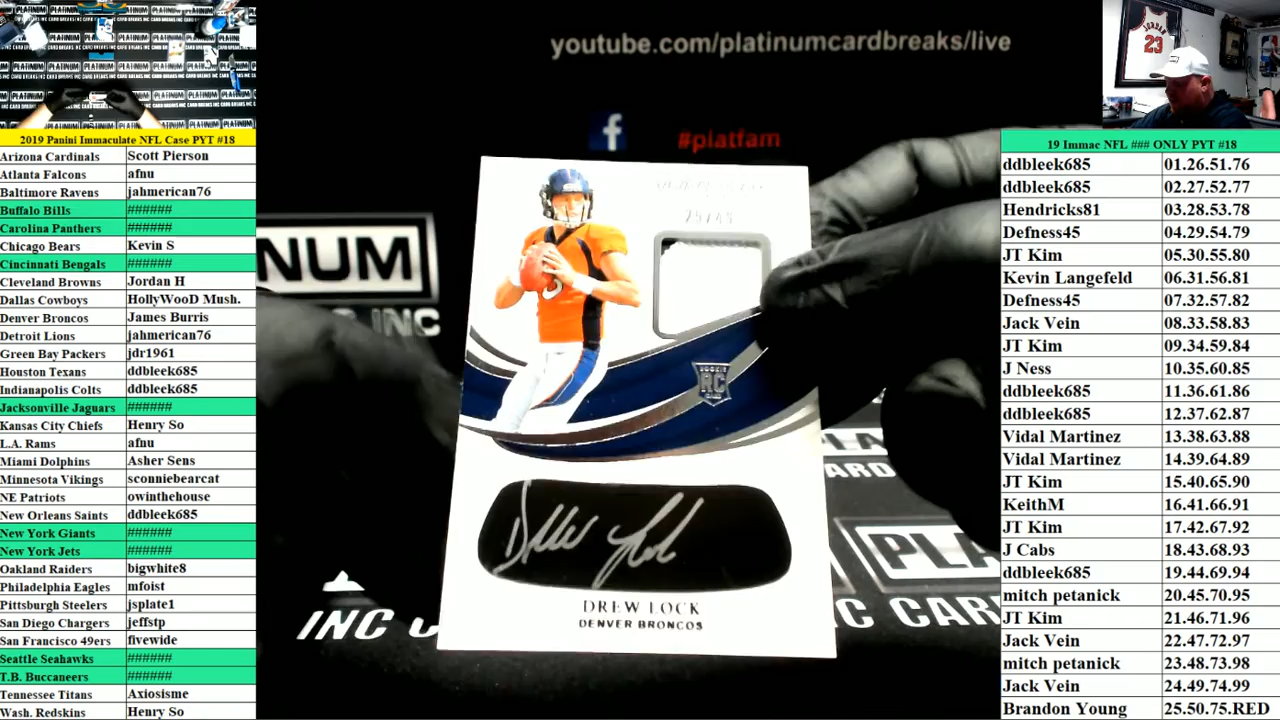 youtube.com/platinumcardbreaks/live
#platfam
2019 Panini Immaculate NFL Case PYT #18
Arizona Cardinals Scott Pierson
Atlanta Falcons afnu
Baltimore Ravens jahmerican76
Buffalo Bills ######
Carolina Panthers ######
Chicago Bears Kevin S
Cincinnati Bengals ######
Cleveland Browns Jordan H
Dallas Cowboys HollyWooD Mush.
Denver Broncos James Burris
Detroit Lions jahmerican76
Green Bay Packers jdr1961
Houston Texans ddbleek685
Indianapolis Colts ddbleek685
Jacksonville Jaguars ######
Kansas City Chiefs Henry So
L.A. Rams afnu
Miami Dolphins Asher Sens
Minnesota Vikings sconniebearcat
NE Patriots owinthehouse
New Orleans Saints ddbleek685
New York Giants ######
New York Jets ######
Oakland Raiders bigwhite8
Philadelphia Eagles mfoist
Pittsburgh Steelers jsplate1
San Diego Chargers jeffstp
San Francisco 49ers fivewide
Seattle Seahawks ######
T.B. Buccaneers ######
Tennessee Titans Axiosisme
Wash. Redskins Henry So
ROOKIE
RC
CARD
Drew Lock
DREW LOCK
DENVER BRONCOS
NUM
INC
PLA
INC CAR
JORDAN
23
19 Immac NFL ### ONLY PYT #18
ddbleek685 01.26.51.76
ddbleek685 02.27.52.77
Hendricks81 03.28.53.78
Defness45 04.29.54.79
JT Kim 05.30.55.80
Kevin Langefeld 06.31.56.81
Defness45 07.32.57.82
Jack Vein 08.33.58.83
JT Kim 09.34.59.84
J Ness 10.35.60.85
ddbleek685 11.36.61.86
ddbleek685 12.37.62.87
Vidal Martinez 13.38.63.88
Vidal Martinez 14.39.64.89
JT Kim 15.40.65.90
KeithM 16.41.66.91
JT Kim 17.42.67.92
J Cabs 18.43.68.93
ddbleek685 19.44.69.94
mitch petanick 20.45.70.95
JT Kim 21.46.71.96
Jack Vein 22.47.72.97
mitch petanick 23.48.73.98
Jack Vein 24.49.74.99
Brandon Young 25.50.75.RED